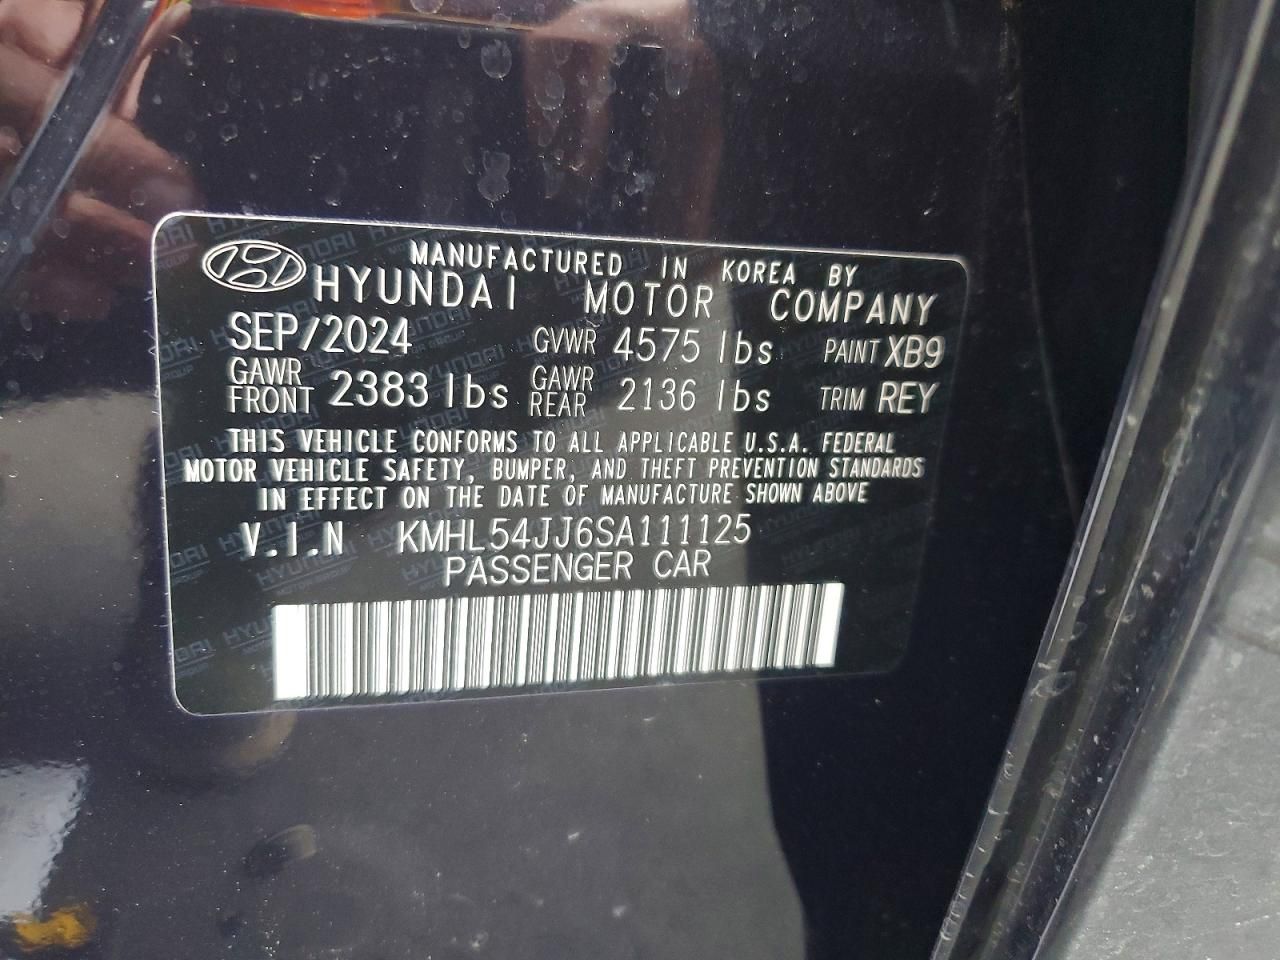 MANUFACTURED IN KOREA BY
HYUNDAI MOTOR COMPANY
SEP/2024 GVWR 4575 lbs PAINT XB9
GAWR FRONT 2383 lbs GAWR REAR 2136 lbs TRIM REY
THIS VEHICLE CONFORMS TO ALL APPLICABLE U.S.A. FEDERAL
MOTOR VEHICLE SAFETY, BUMPER, AND THEFT PREVENTION STANDARDS
IN EFFECT ON THE DATE OF MANUFACTURE SHOWN ABOVE
V.I.N KMHL54JJ6SA111125
PASSENGER CAR